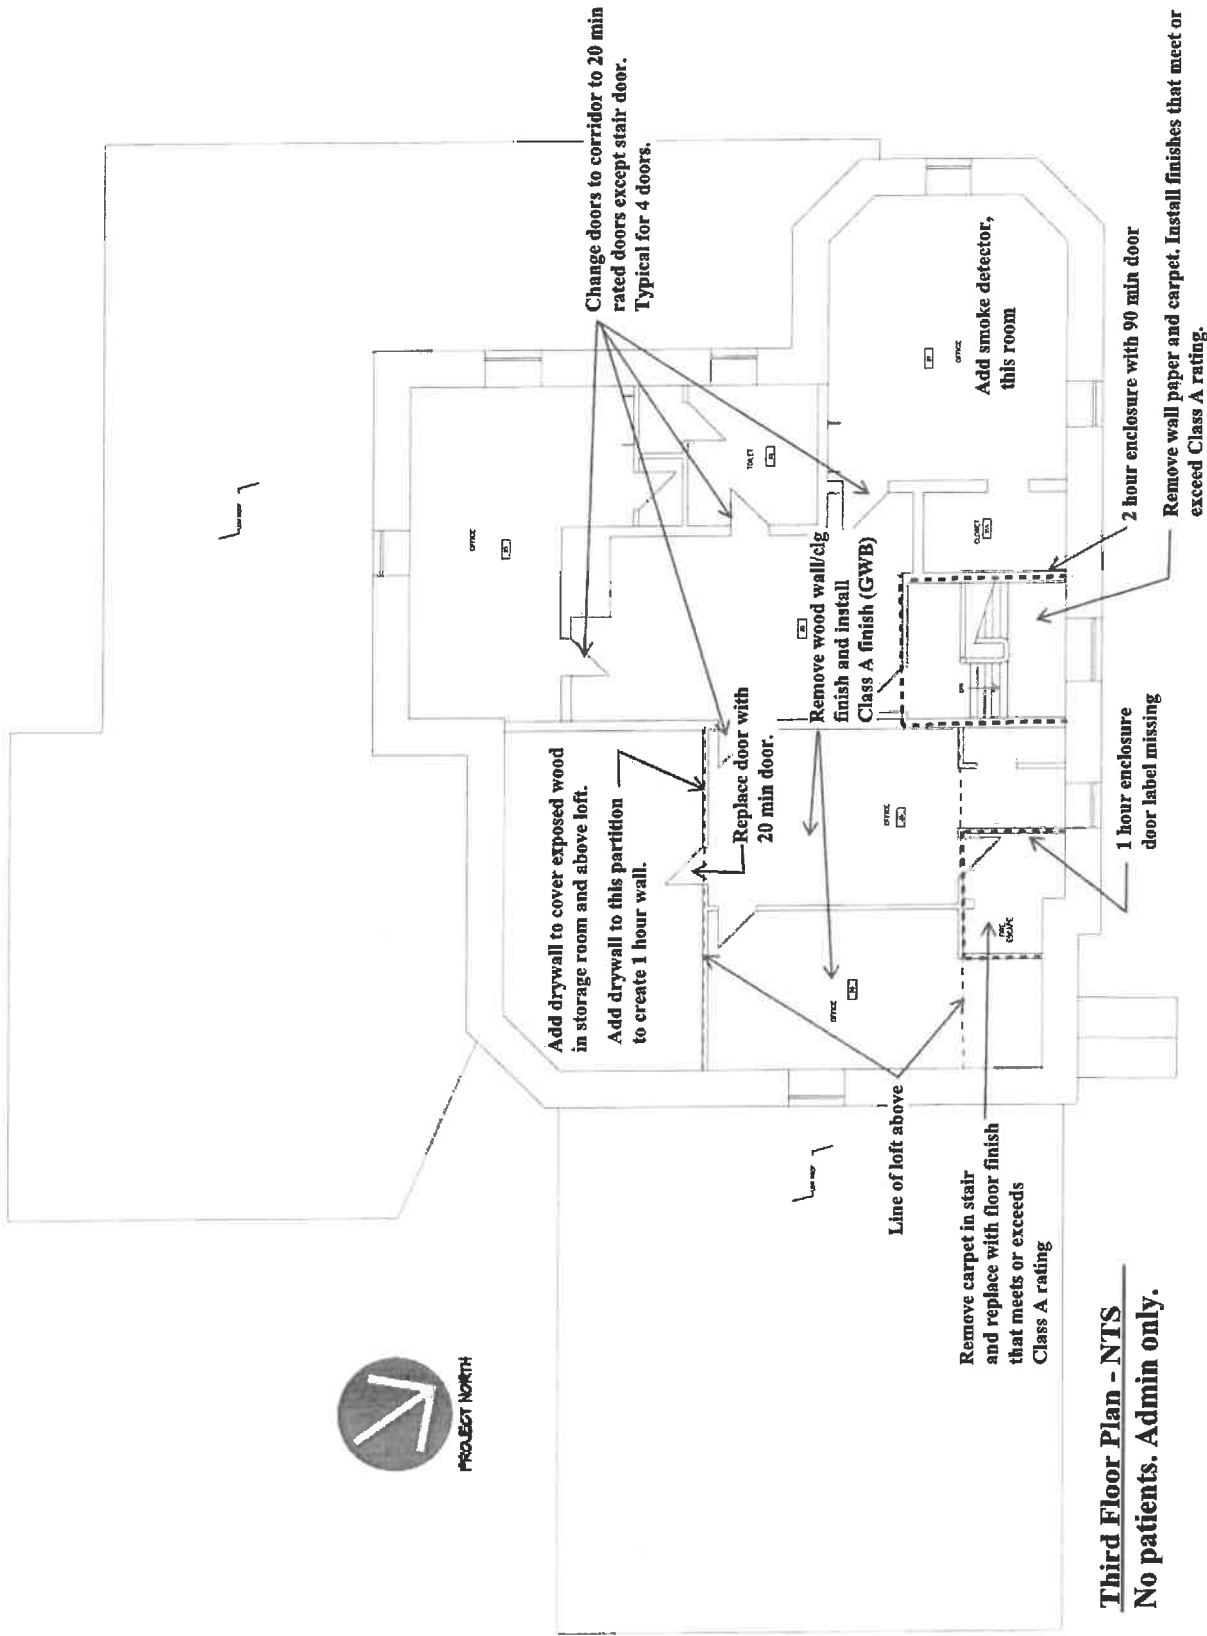 Change doors to corridor to 20 min
rated doors except stair door.
Typical for 4 doors.
LOW ROOF
OFFICE
TOILET
OFFICE
Add smoke detector,
this room
CLOSET
2 hour enclosure with 90 min door
Remove wall paper and carpet. Install finishes that meet or
exceed Class A rating.
Remove wood wall/clg
finish and install
Class A finish (GWB)
Add drywall to cover exposed wood
in storage room and above loft.
Add drywall to this partition
to create 1 hour wall.
Replace door with
20 min door.
OFFICE
OFFICE
FIRE
ESCAPE
1 hour enclosure
door label missing
LOW ROOF
Line of loft above
Remove carpet in stair
and replace with floor finish
that meets or exceeds
Class A rating
PROJECT NORTH
Third Floor Plan - NTS
No patients. Admin only.